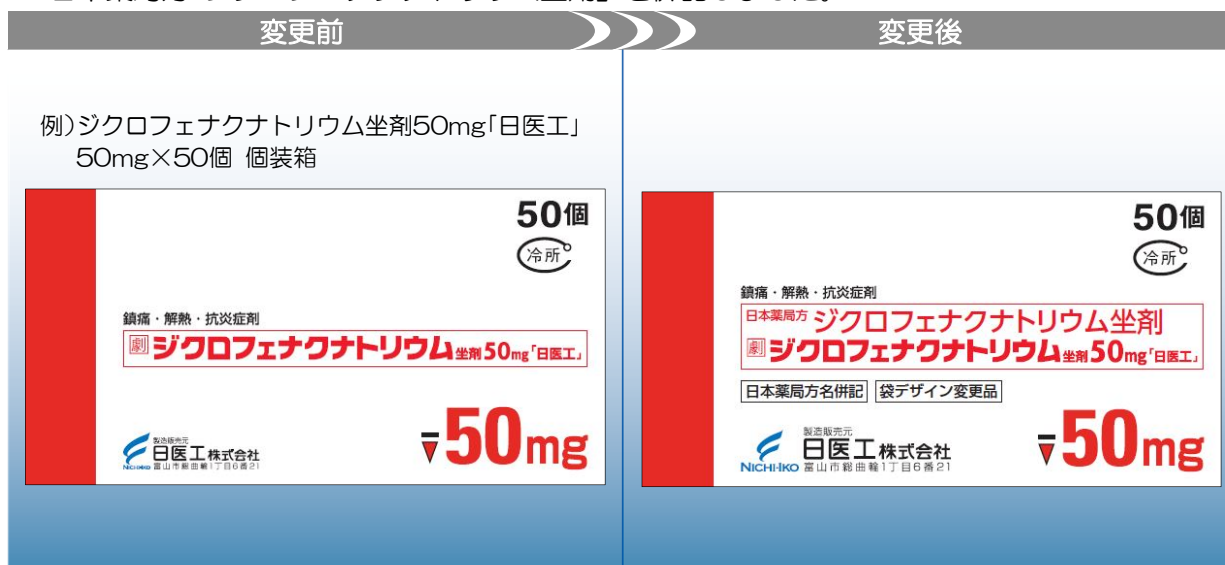 変更前
変更後
例)ジクロフェナクナトリウム坐剤50mg「日医工」
50mg×50個 個装箱
50個
冷所
鎮痛・解熱・抗炎症剤
劇 ジクロフェナクナトリウム坐剤50mg「日医工」
製造販売元
日医工株式会社
NICHI-IKO 富山市総曲輪1丁目6番21
50mg
50個
冷所
鎮痛・解熱・抗炎症剤
日本薬局方 ジクロフェナクナトリウム坐剤
劇 ジクロフェナクナトリウム坐剤50mg「日医工」
日本薬局方名併記 袋デザイン変更品
製造販売元
日医工株式会社
NICHI-IKO 富山市総曲輪1丁目6番21
50mg